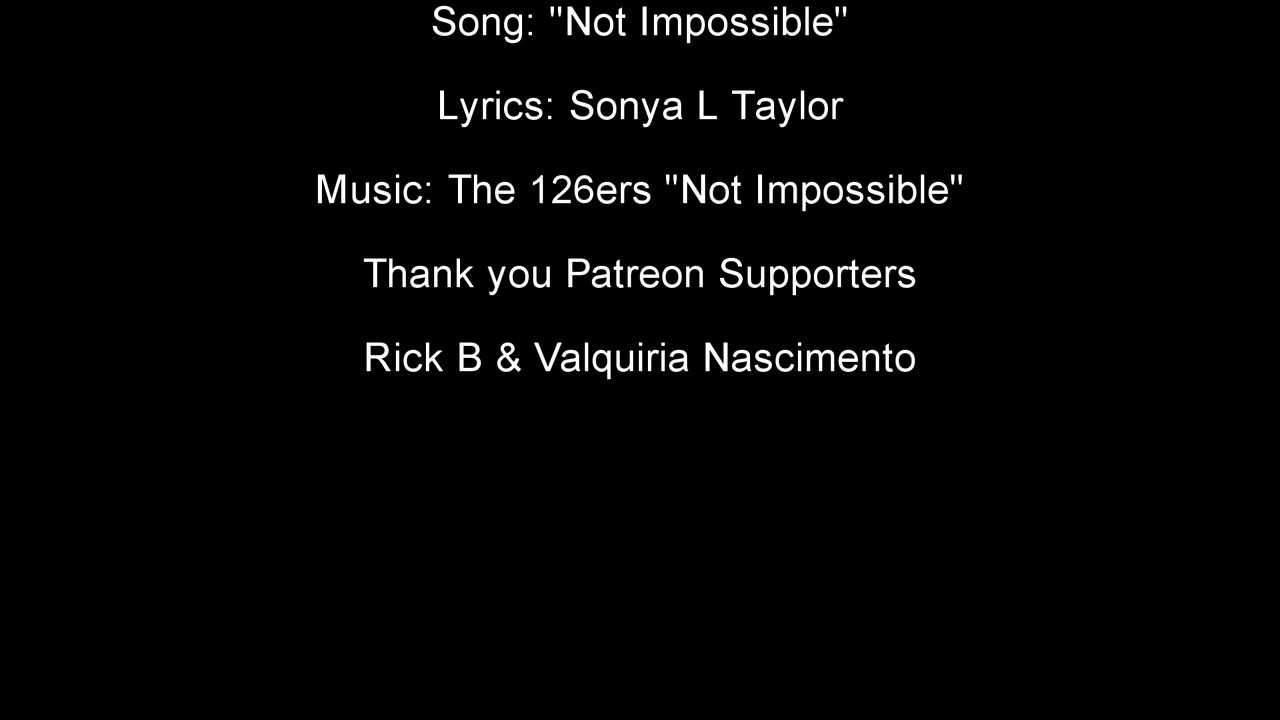 Song: "Not Impossible"
Lyrics: Sonya L Taylor
Music: The 126ers "Not Impossible"
Thank you Patreon Supporters
Rick B & Valquiria Nascimento